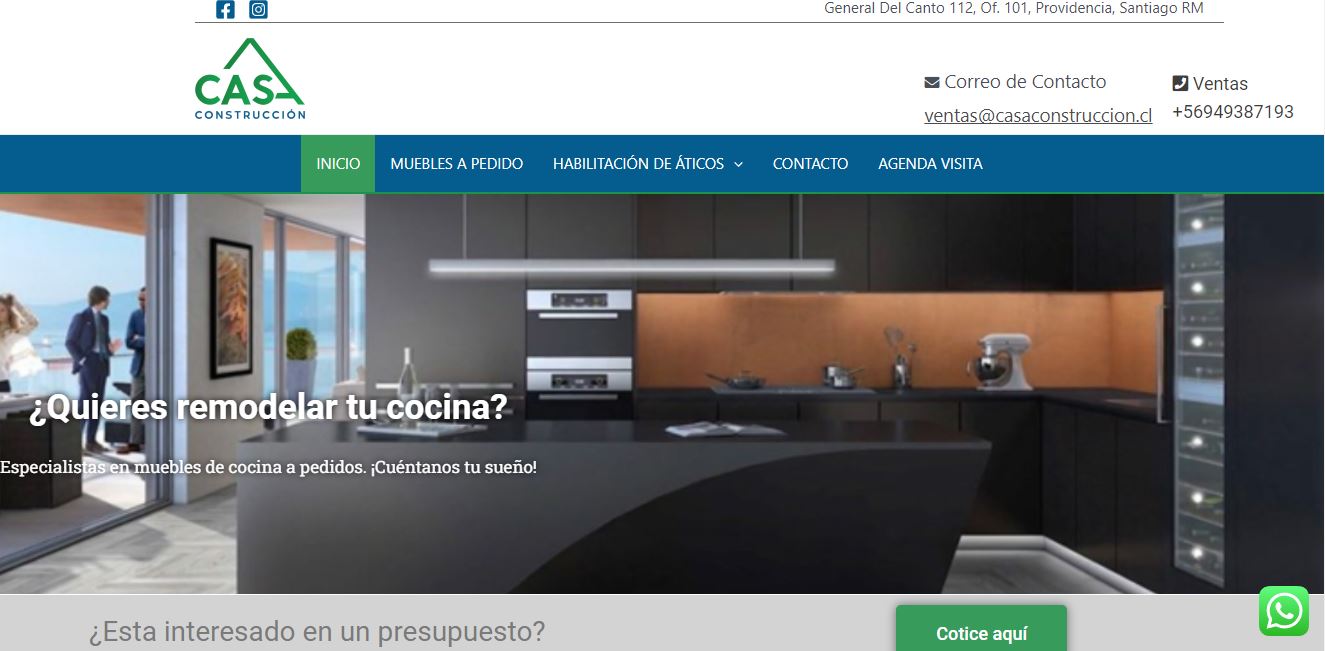 General Del Canto 112, Of. 101, Providencia, Santiago RM
CASA
CONSTRUCCIÓN
Correo de Contacto
ventas@casaconstruccion.cl
Ventas
+56949387193
INICIO
MUEBLES A PEDIDO
HABILITACIÓN DE ÁTICOS
CONTACTO
AGENDA VISITA
¿Quieres remodelar tu cocina?
Especialistas en muebles de cocina a pedidos. ¡Cuéntanos tu sueño!
¿Esta interesado en un presupuesto?
Cotice aquí